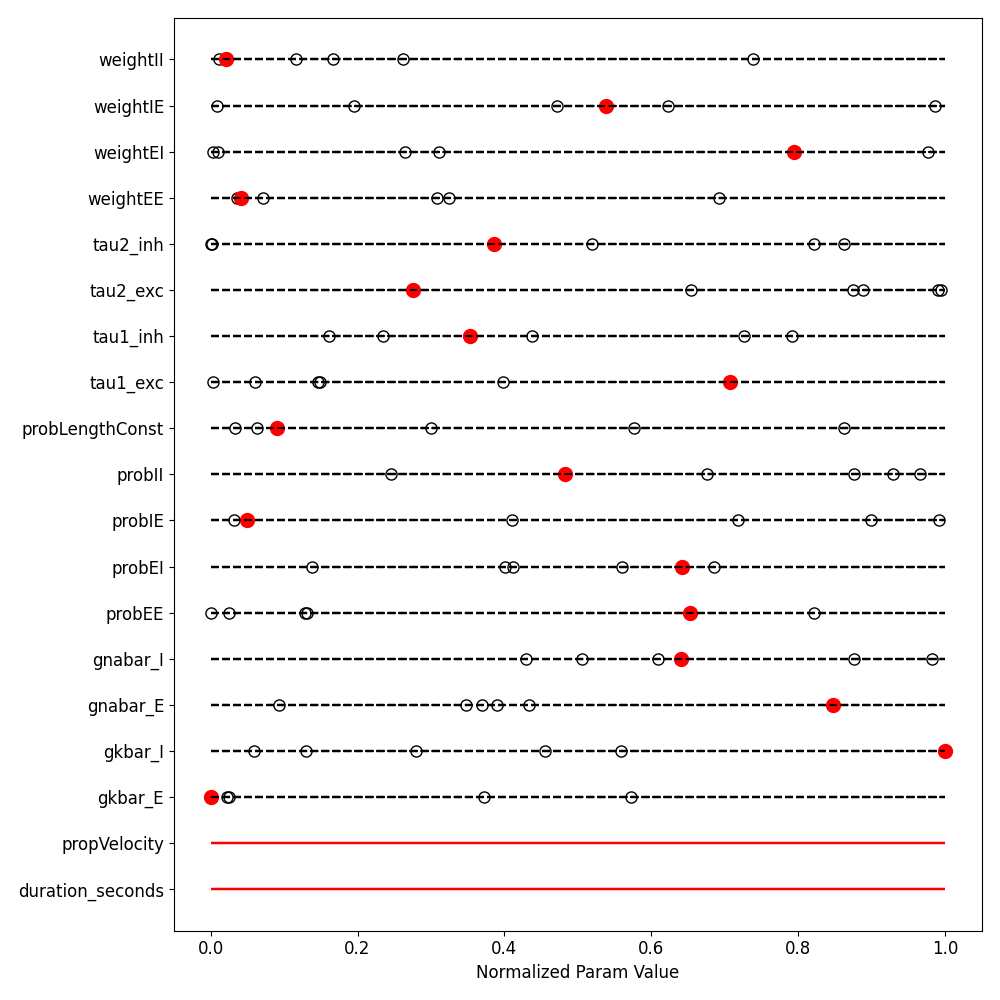 weightII
weightIE
weightEI
weightEE
tau2_inh
tau2_exc
tau1_inh
tau1_exc
probLengthConst
probII
probIE
probEI
probEE
gnabar_I
gnabar_E
gkbar_I
gkbar_E
propVelocity
duration_seconds
0.0 0.2 0.4 0.6 0.8 1.0
Normalized Param Value